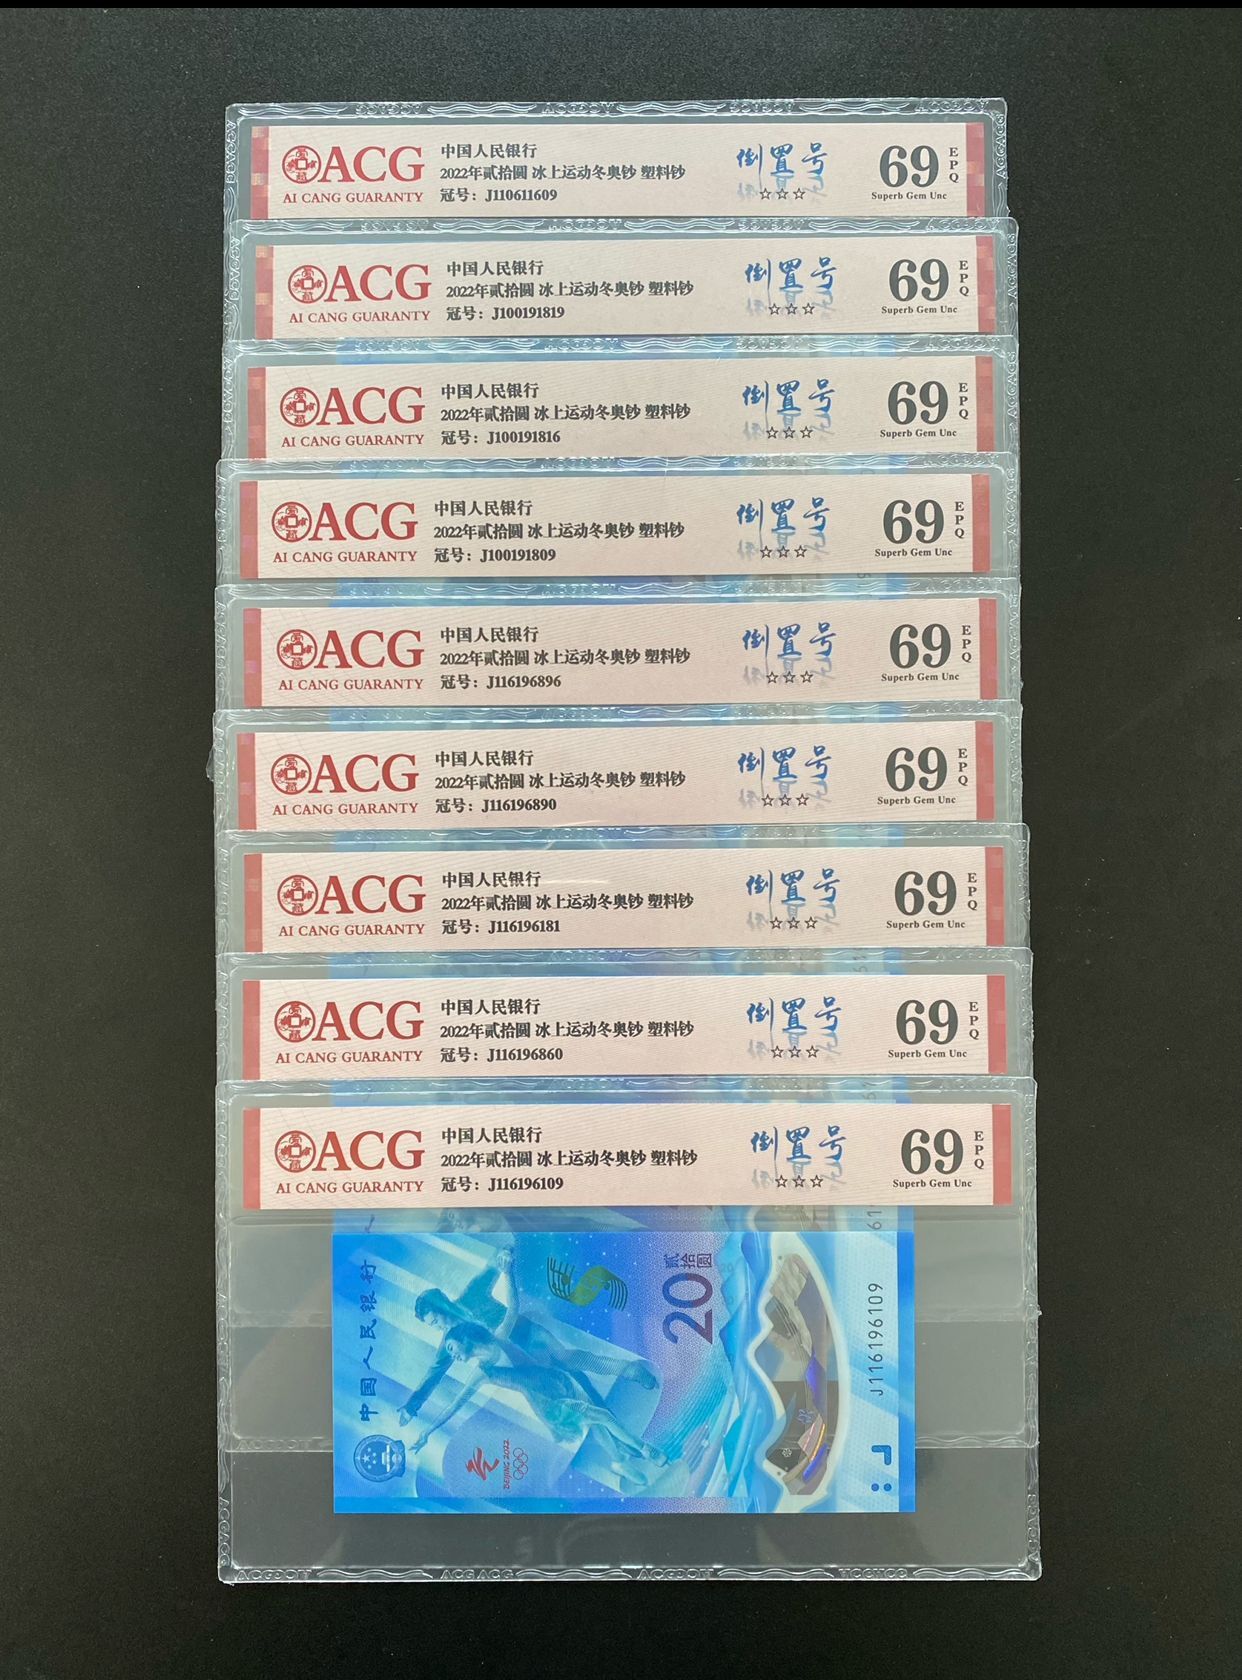 ACG
AI CANG GUARANTY
中国人民银行
2022年贰拾圆 冰上运动冬奥钞 塑料钞
冠号：J110611609
倒置号
☆☆☆
69
EPQ
Superb Gem Unc
ACG
AI CANG GUARANTY
中国人民银行
2022年贰拾圆 冰上运动冬奥钞 塑料钞
冠号：J100191819
倒置号
☆☆☆
69
EPQ
Superb Gem Unc
ACG
AI CANG GUARANTY
中国人民银行
2022年贰拾圆 冰上运动冬奥钞 塑料钞
冠号：J100191816
倒置号
☆☆☆
69
EPQ
Superb Gem Unc
ACG
AI CANG GUARANTY
中国人民银行
2022年贰拾圆 冰上运动冬奥钞 塑料钞
冠号：J100191809
倒置号
☆☆☆
69
EPQ
Superb Gem Unc
ACG
AI CANG GUARANTY
中国人民银行
2022年贰拾圆 冰上运动冬奥钞 塑料钞
冠号：J116196896
倒置号
☆☆☆
69
EPQ
Superb Gem Unc
ACG
AI CANG GUARANTY
中国人民银行
2022年贰拾圆 冰上运动冬奥钞 塑料钞
冠号：J116196890
倒置号
☆☆☆
69
EPQ
Superb Gem Unc
ACG
AI CANG GUARANTY
中国人民银行
2022年贰拾圆 冰上运动冬奥钞 塑料钞
冠号：J116196181
倒置号
☆☆☆
69
EPQ
Superb Gem Unc
ACG
AI CANG GUARANTY
中国人民银行
2022年贰拾圆 冰上运动冬奥钞 塑料钞
冠号：J116196860
倒置号
☆☆☆
69
EPQ
Superb Gem Unc
ACG
AI CANG GUARANTY
中国人民银行
2022年贰拾圆 冰上运动冬奥钞 塑料钞
冠号：J116196109
倒置号
☆☆☆
69
EPQ
Superb Gem Unc
中国人民银行
BEIJING 2022
贰拾圆
20
J116196109